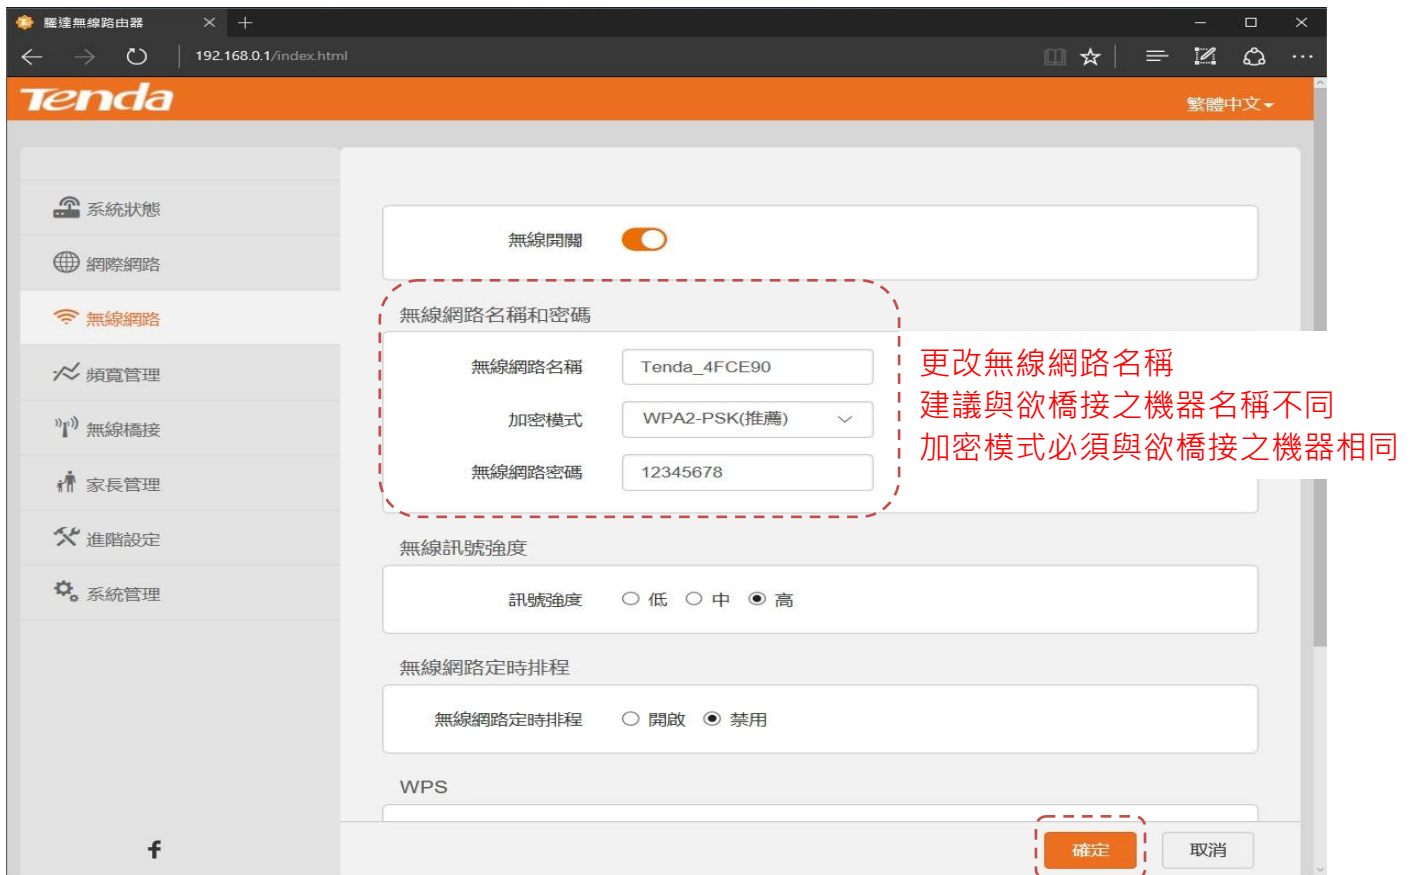 騰達無線路由器
192.168.0.1/index.html
Tenda
繁體中文
系統狀態
網際網路
無線網路
頻寬管理
無線橋接
家長管理
進階設定
系統管理
無線開關
無線網路名稱和密碼
無線網路名稱 Tenda_4FCE90
加密模式 WPA2-PSK(推薦)
無線網路密碼 12345678
更改無線網路名稱
建議與欲橋接之機器名稱不同
加密模式必須與欲橋接之機器相同
無線訊號強度
訊號強度 低 中 高
無線網路定時排程
無線網路定時排程 開啟 禁用
WPS
確定 取消